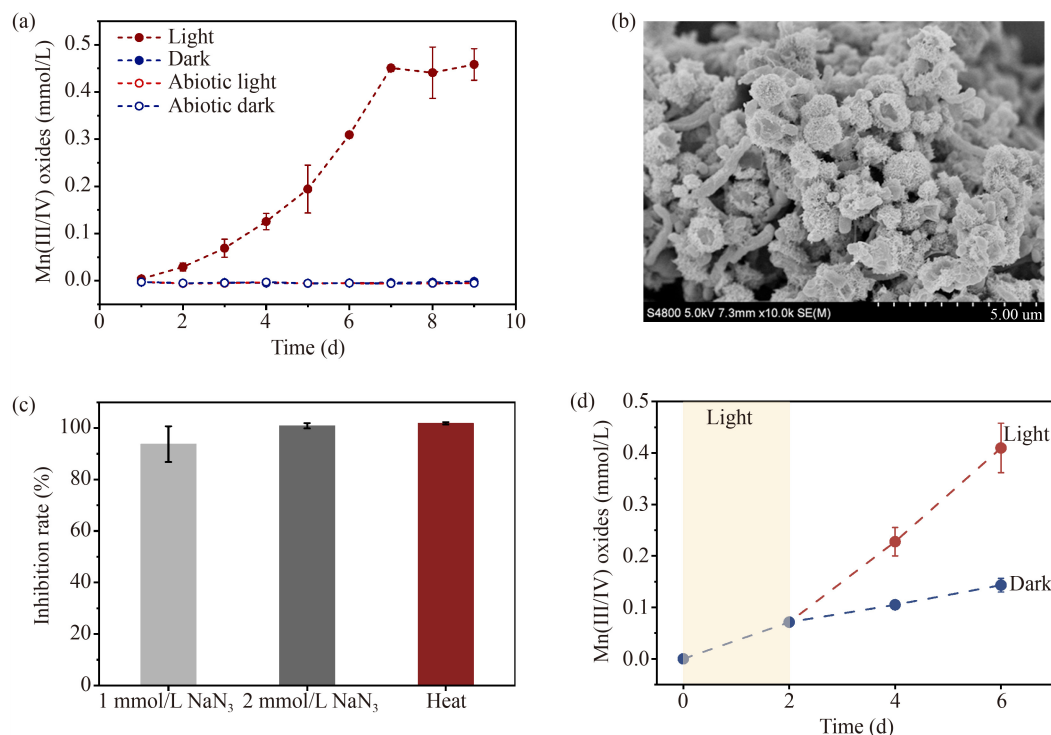 (a)
Mn(III/IV) oxides (mmol/L)
0.5
0.4
0.3
0.2
0.1
0.0
Light
Dark
Abiotic light
Abiotic dark
0 2 4 6 8 10
Time (d)
(b)
S4800 5.0kV 7.3mm x10.0k SE(M)
5.00 um
(c)
Inhibition rate (%)
100
80
60
40
20
0
1 mmol/L NaN₃ 2 mmol/L NaN₃ Heat
(d)
Mn(III/IV) oxides (mmol/L)
0.5
0.4
0.3
0.2
0.1
0.0
Light
Light
Dark
0 2 4 6
Time (d)